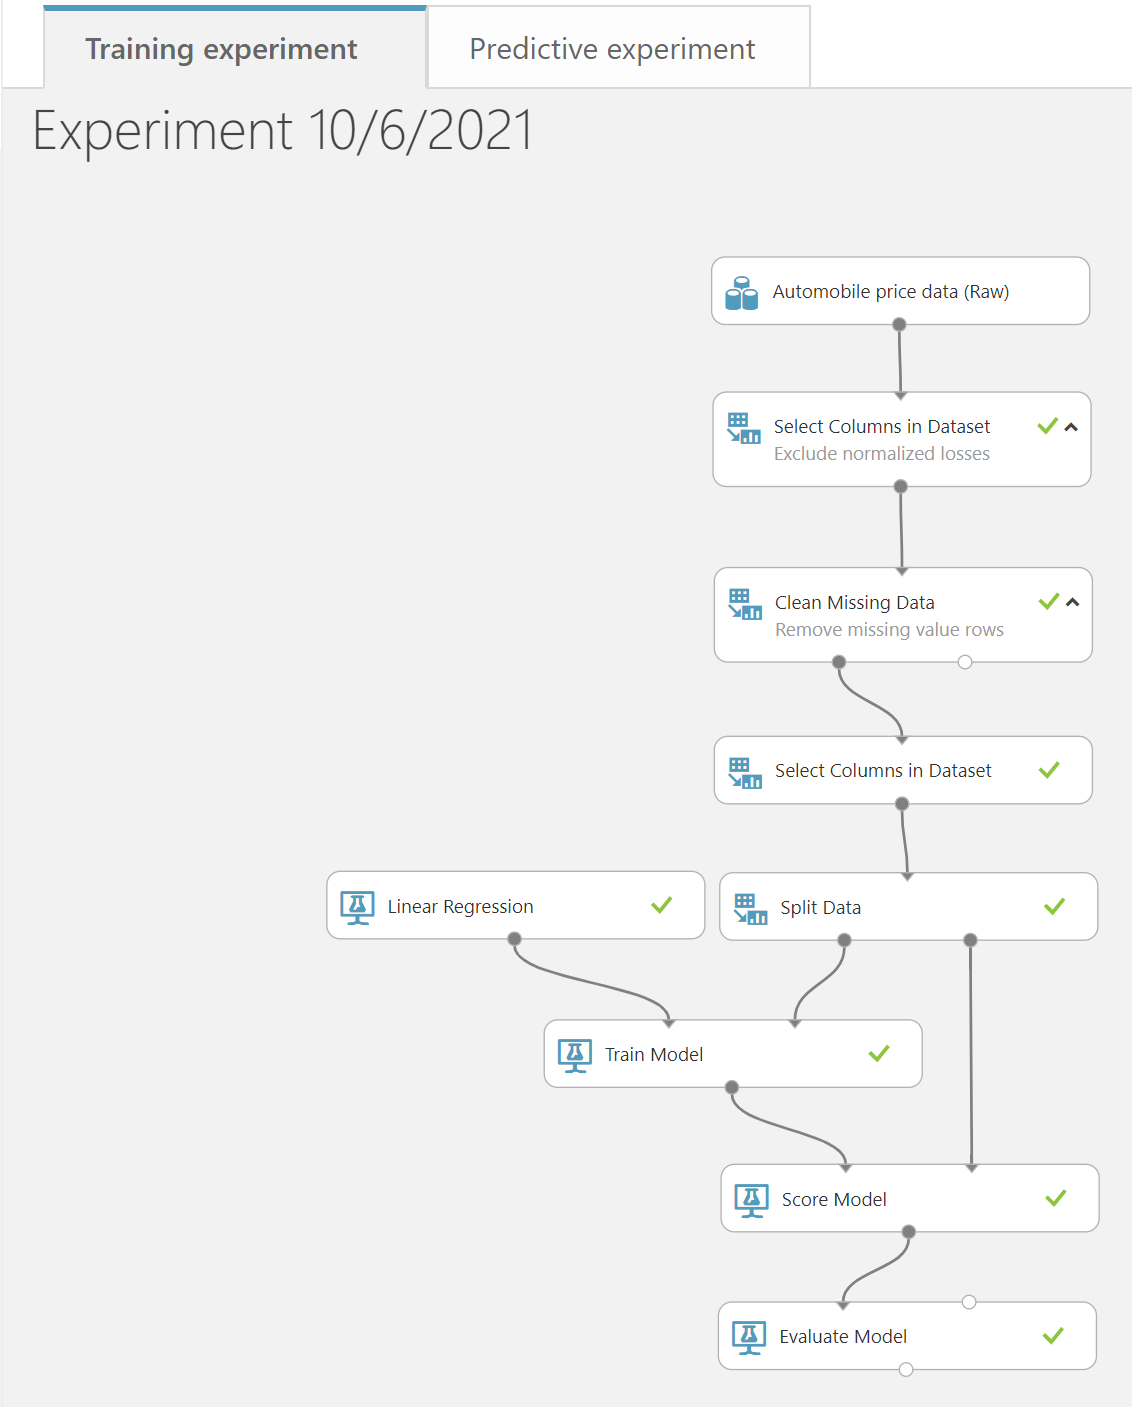 Training experiment
Predictive experiment
Experiment 10/6/2021
Automobile price data (Raw)
Select Columns in Dataset
Exclude normalized losses
Clean Missing Data
Remove missing value rows
Select Columns in Dataset
Linear Regression
Split Data
Train Model
Score Model
Evaluate Model